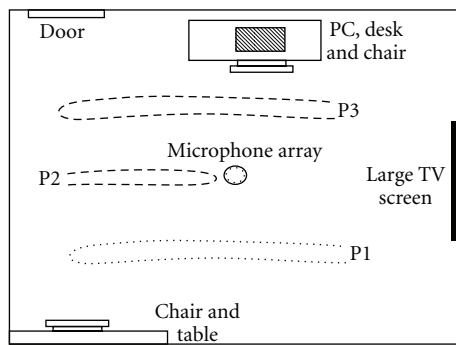 Door
PC, desk
and chair
P3
Microphone array
P2
Large TV
screen
P1
Chair and
table